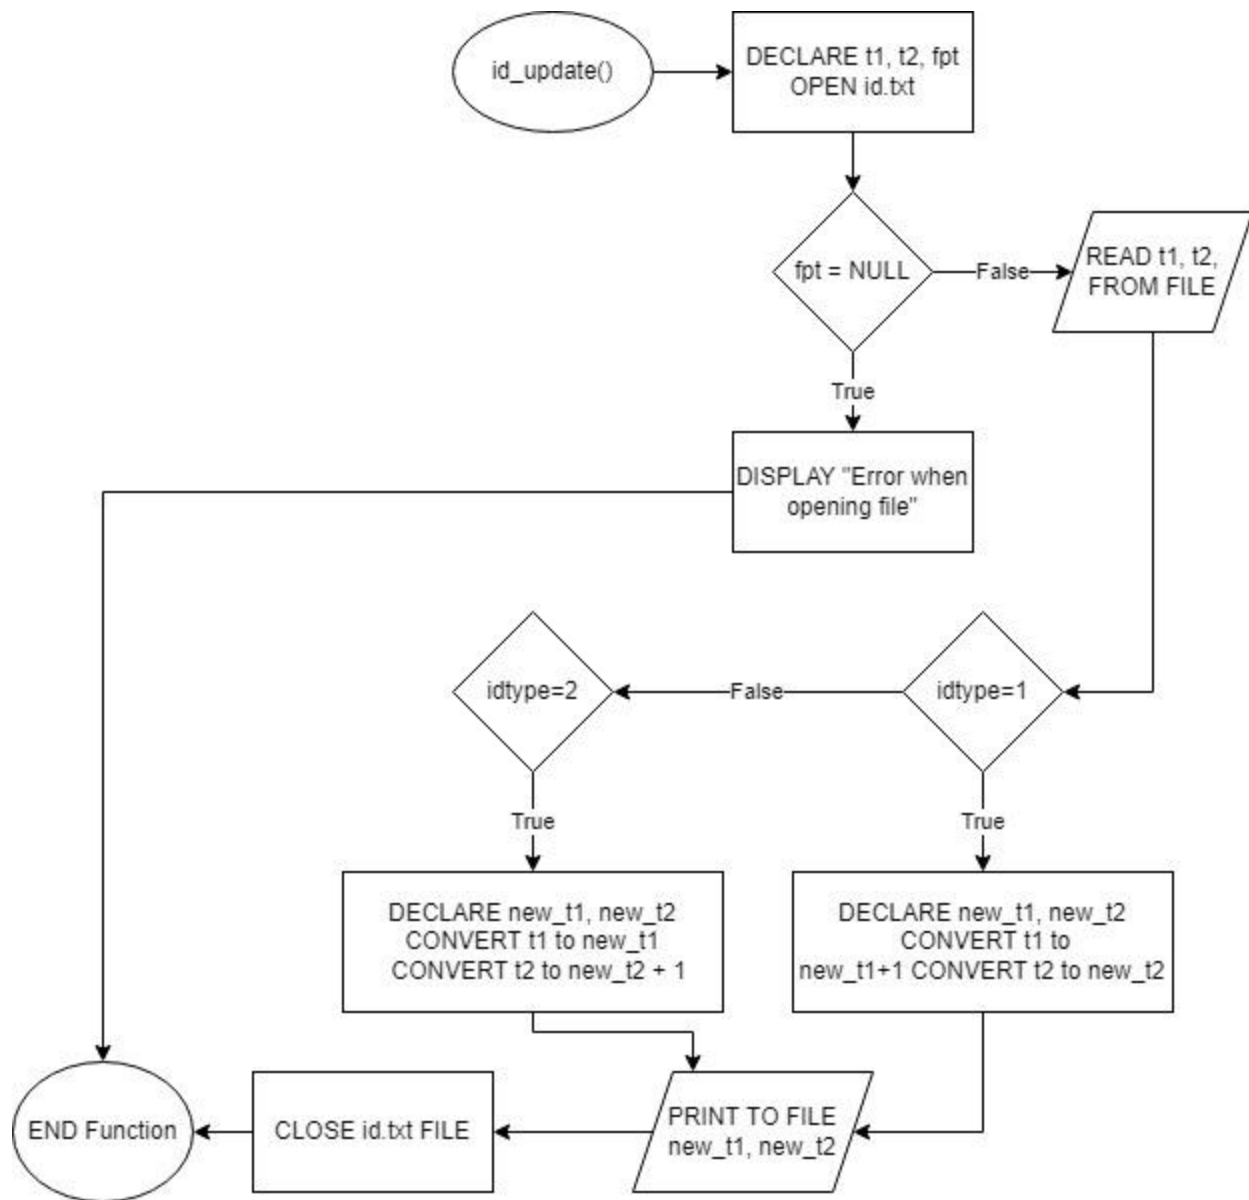 id_update()
DECLARE t1, t2, fpt
OPEN id.txt
fpt = NULL
False
READ t1, t2,
FROM FILE
True
DISPLAY "Error when
opening file"
idtype=2
False
idtype=1
True
True
DECLARE new_t1, new_t2
CONVERT t1 to new_t1
CONVERT t2 to new_t2 + 1
DECLARE new_t1, new_t2
CONVERT t1 to
new_t1+1 CONVERT t2 to new_t2
END Function
CLOSE id.txt FILE
PRINT TO FILE
new_t1, new_t2